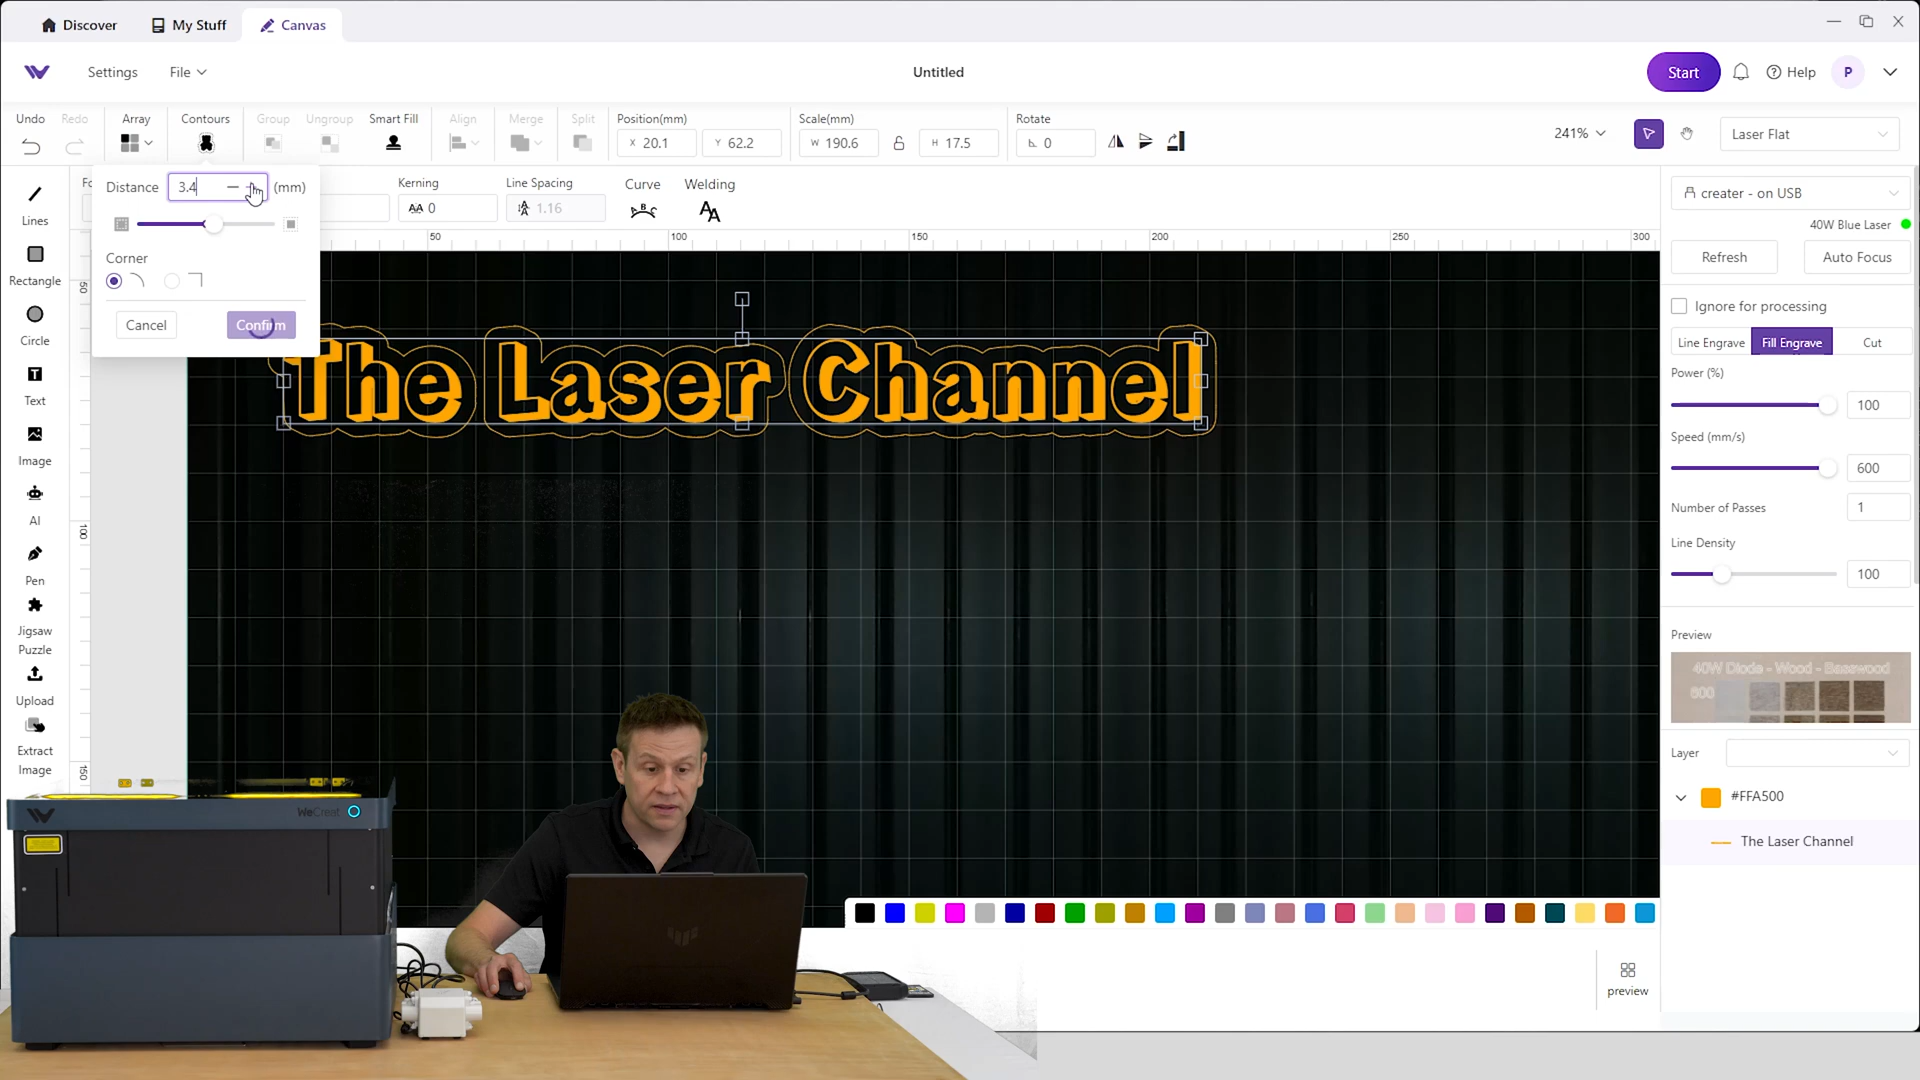 Discover My Stuff Canvas
Settings File Untitled Start Help P
Undo Redo Array Contours Group Ungroup Smart Fill Align Merge Split Position(mm) Scale(mm) Rotate
X 20.1 Y 62.2 W 190.6 H 17.5 0 241% Laser Flat
Distance 3.4 (mm)
Corner
Cancel Confirm
Kerning Line Spacing Curve Welding
0 1.16
50 100 150 200 250 300
50
100
150
Lines
Rectangle
Circle
Text
Image
AI
Pen
Jigsaw
Puzzle
Upload
Extract
Image
The Laser Channel
creater - on USB
40W Blue Laser
Refresh Auto Focus
Ignore for processing
Line Engrave Fill Engrave Cut
Power (%)
100
Speed (mm/s)
600
Number of Passes 1
Line Density
100
Preview
40W Diode - Wood - Basswood
600
Layer
#FFA500
The Laser Channel
preview
WeCreat